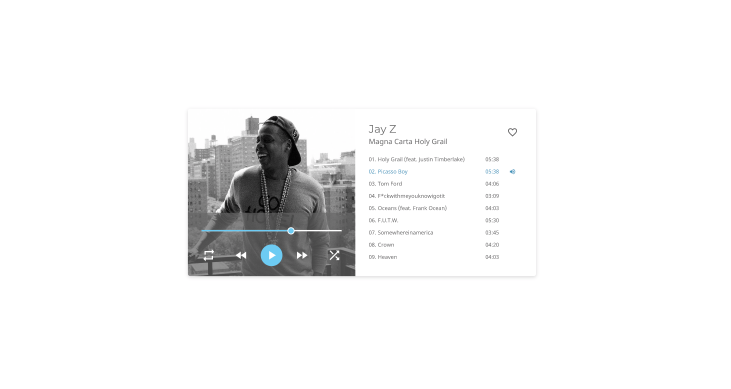 Jay Z
Magna Carta Holy Grail
01. Holy Grail (feat. Justin Timberlake) 05:38
02. Picasso Boy 05:38
03. Tom Ford 04:06
04. F*ckwithmeyouknowigotit 03:09
05. Oceans (feat. Frank Ocean) 04:03
06. F.U.T.W. 05:30
07. Somewhereinamerica 03:45
08. Crown 04:20
09. Heaven 04:03